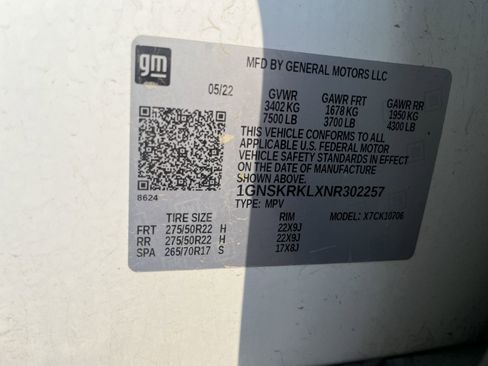 gm
MFD BY GENERAL MOTORS LLC
05/22
GVWR GAWR FRT GAWR RR
3402 KG 1678 KG 1950 KG
7500 LB 3700 LB 4300 LB
THIS VEHICLE CONFORMS TO ALL
APPLICABLE U.S. FEDERAL MOTOR
VEHICLE SAFETY STANDARDS IN EFFECT
ON THE DATE OF MANUFACTURE
SHOWN ABOVE.
1GNSKRKLXNR302257
8624 TYPE: MPV MODEL: X7CK10706
TIRE SIZE RIM
FRT 275/50R22 H 22X9J
RR 275/50R22 H 22X9J
SPA 265/70R17 S 17X8J